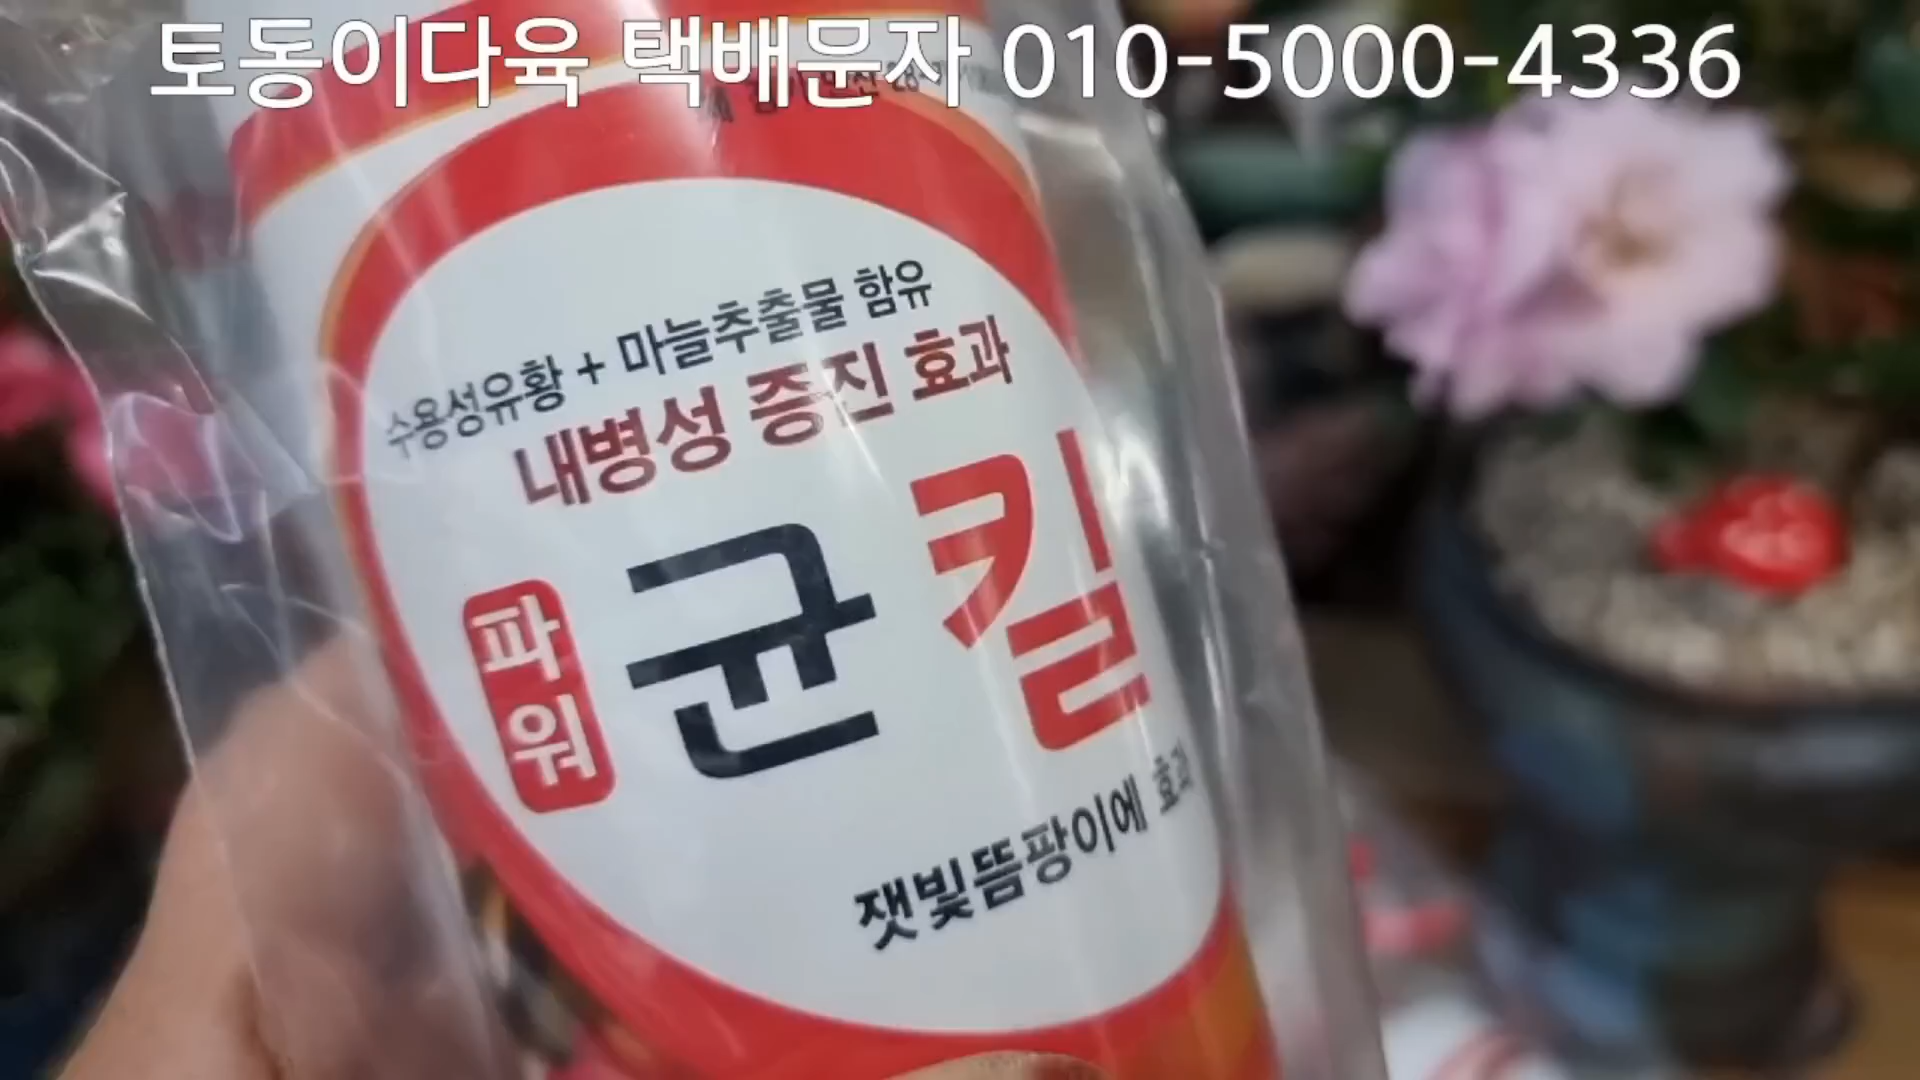 토동이다육 택배문자 010-5000-4336
수용성유황 + 마늘추출물 함유
내병성 증진 효과
파워
균킬
잿빛뜸팡이에 효과